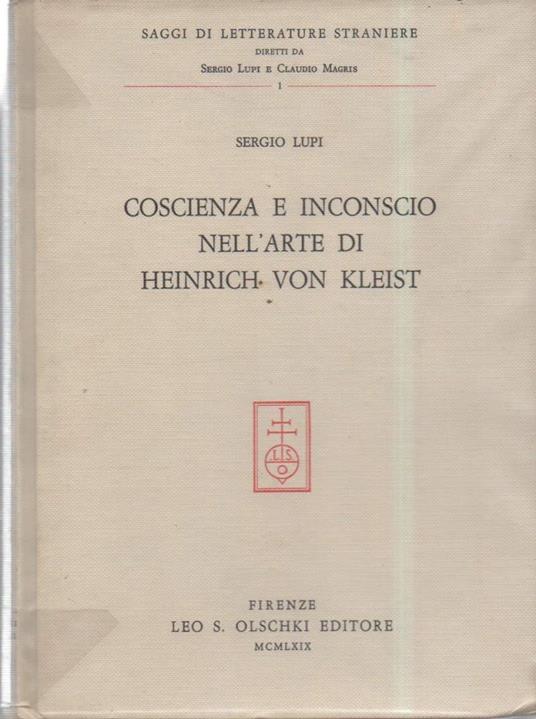 SAGGI DI LETTERATURE STRANIERE
DIRETTI DA
SERGIO LUPI E CLAUDIO MAGRIS
1
SERGIO LUPI
COSCIENZA E INCONSCIO
NELL'ARTE DI
HEINRICH VON KLEIST
L S
O
FIRENZE
LEO S. OLSCHKI EDITORE
MCMLXIX